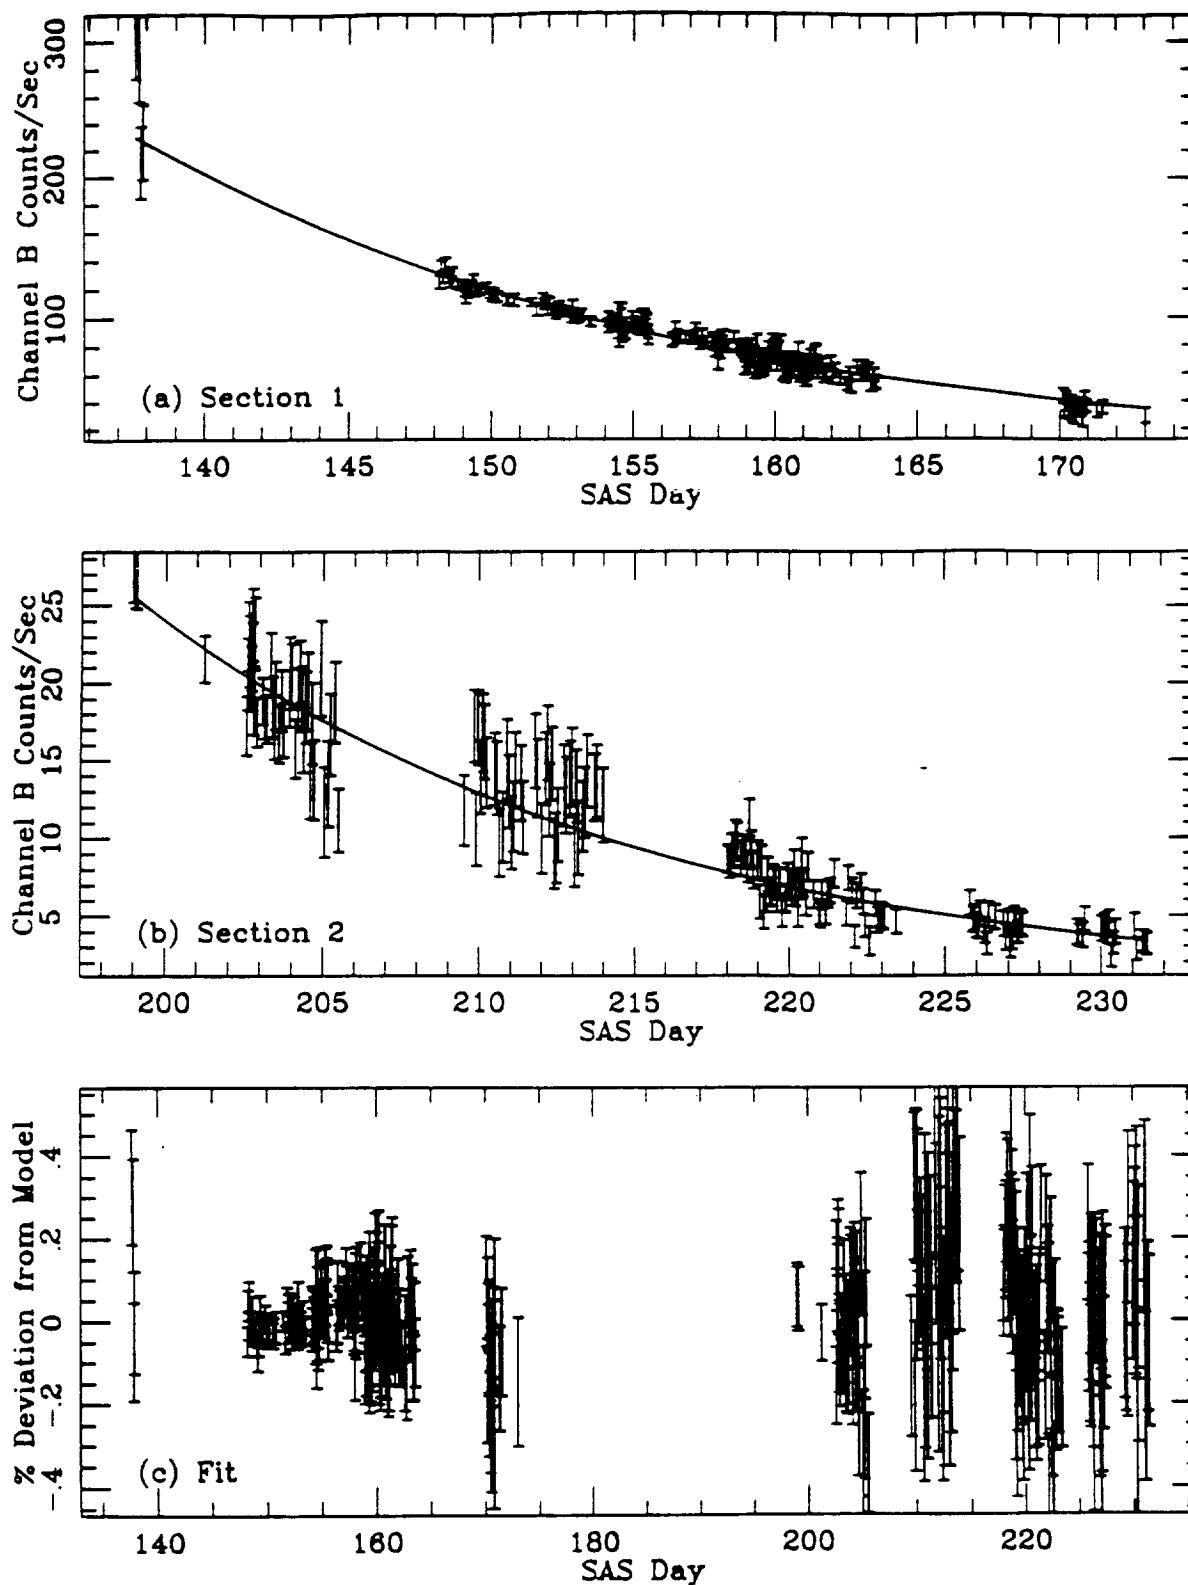 300
200
100
Channel B Counts/Sec
(a) Section 1
140 145 150 155 160 165 170
SAS Day
25
20
15
10
5
Channel B Counts/Sec
(b) Section 2
200 205 210 215 220 225 230
SAS Day
.4
.2
0
-.2
-.4
% Deviation from Model
(c) Fit
140 160 180 200 220
SAS Day